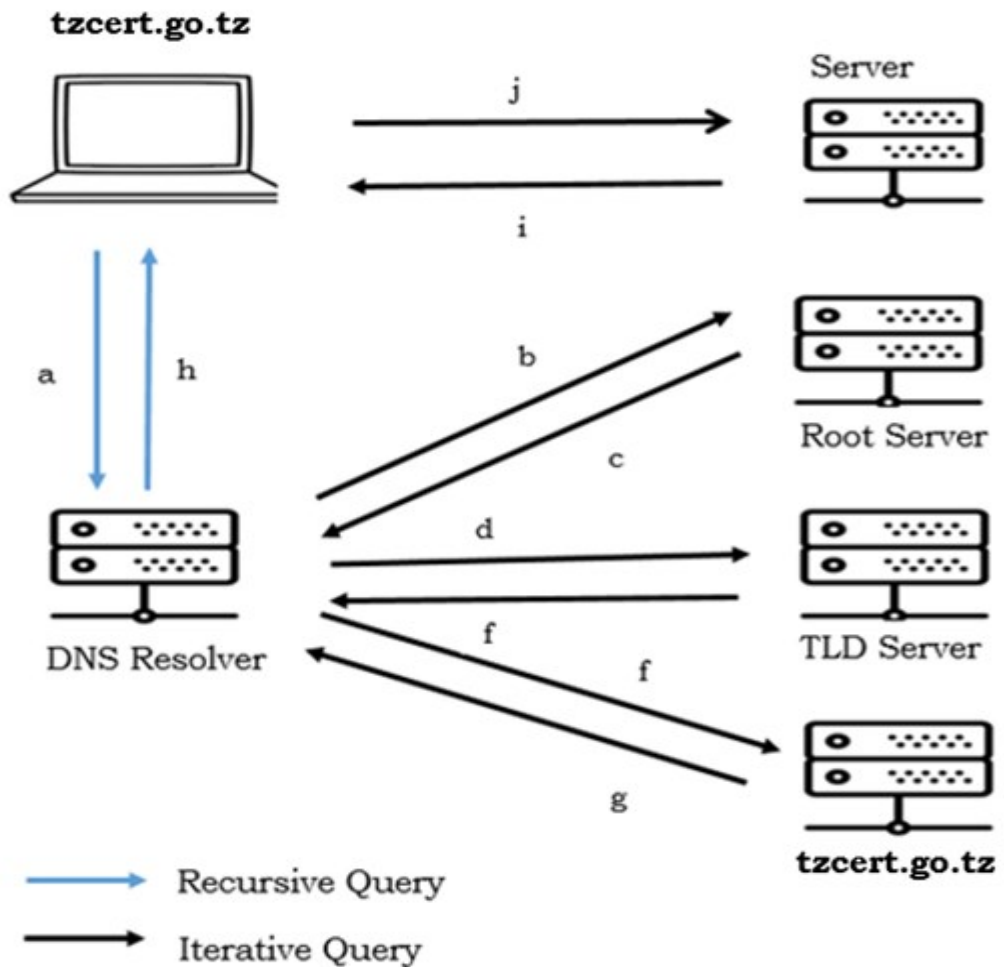 tzcert.go.tz
Server
j
i
b
a
h
Root Server
c
d
DNS Resolver
f
TLD Server
f
g
tzcert.go.tz
Recursive Query
Iterative Query